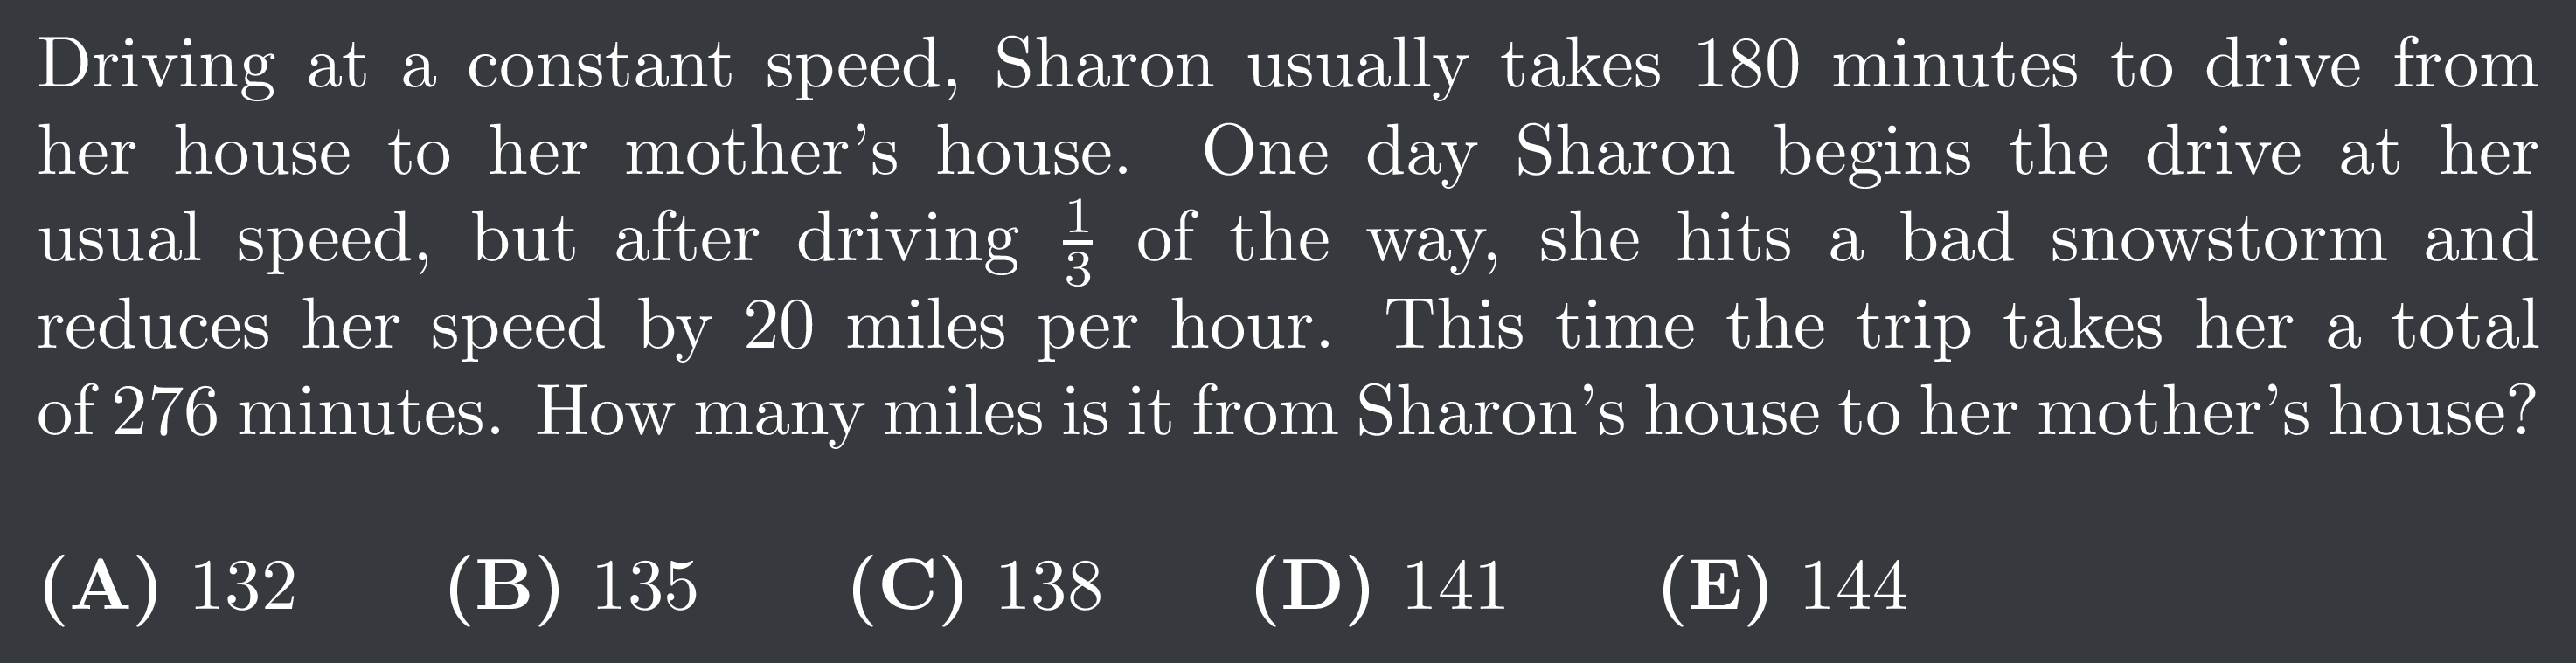 Driving at a constant speed, Sharon usually takes 180 minutes to drive from
her house to her mother's house. One day Sharon begins the drive at her
usual speed, but after driving $\frac{1}{3}$ of the way, she hits a bad snowstorm and
reduces her speed by 20 miles per hour. This time the trip takes her a total
of 276 minutes. How many miles is it from Sharon's house to her mother's house?
(A) 132 (B) 135 (C) 138 (D) 141 (E) 144